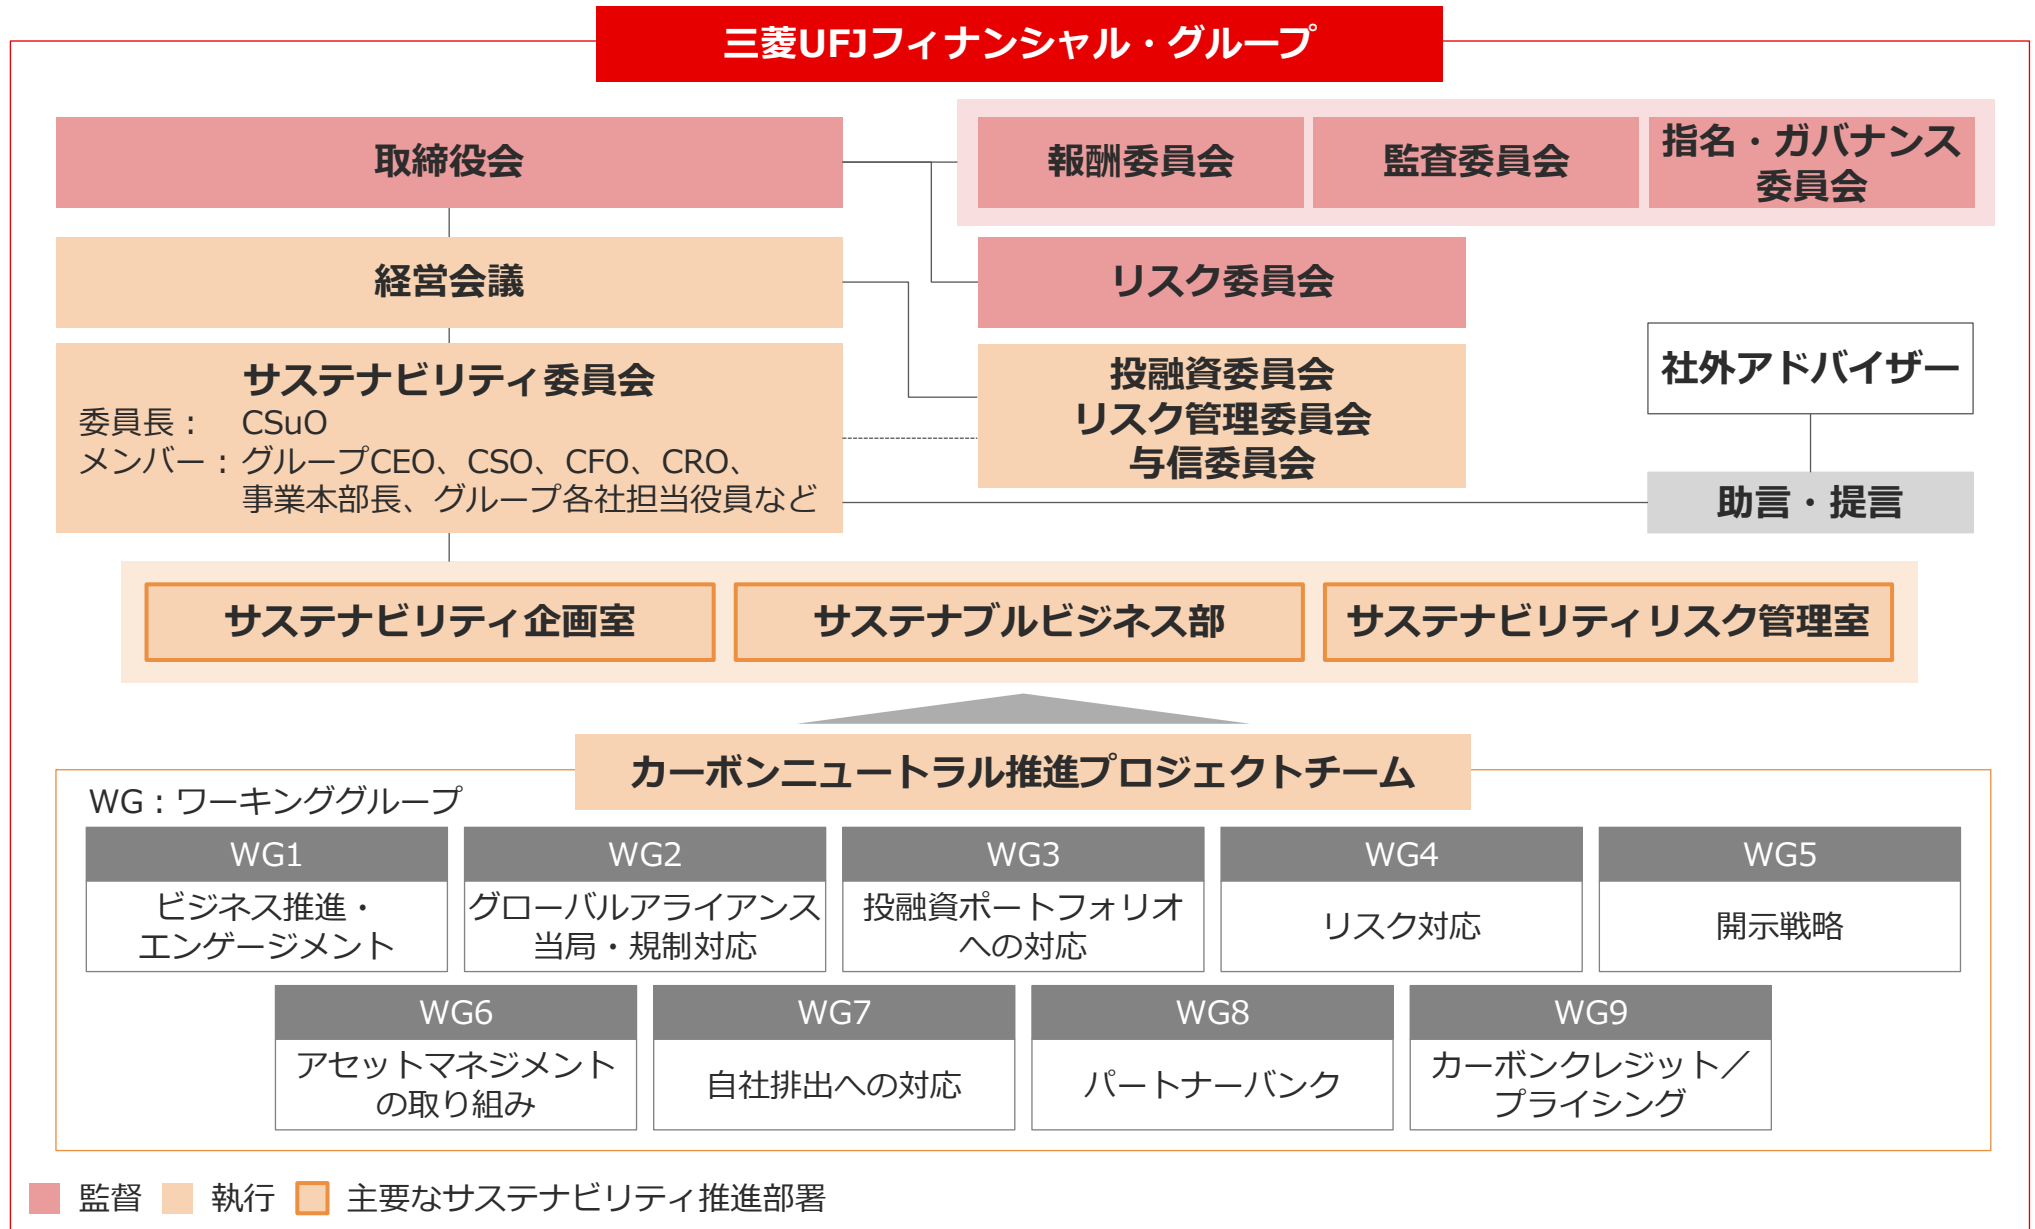 三菱UFJフィナンシャル・グループ
取締役会
報酬委員会
監査委員会
指名・ガバナンス
委員会
経営会議
リスク委員会
サステナビリティ委員会
委員長： CSuO
メンバー：グループCEO、CSO、CFO、CRO、
事業本部長、グループ各社担当役員など
投融資委員会
リスク管理委員会
与信委員会
社外アドバイザー
助言・提言
サステナビリティ企画室
サステナブルビジネス部
サステナビリティリスク管理室
カーボンニュートラル推進プロジェクトチーム
WG：ワーキンググループ
WG1
ビジネス推進・
エンゲージメント
WG2
グローバルアライアンス
当局・規制対応
WG3
投融資ポートフォリオ
への対応
WG4
リスク対応
WG5
開示戦略
WG6
アセットマネジメント
の取り組み
WG7
自社排出への対応
WG8
パートナーバンク
WG9
カーボンクレジット／
プライシング
監督 執行 主要なサステナビリティ推進部署